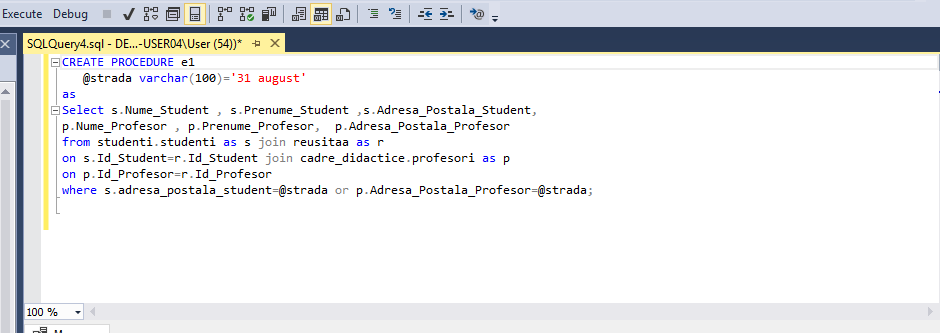 Execute Debug
SQLQuery4.sql - DE...-USER04\User (54))*
CREATE PROCEDURE e1
@strada varchar(100)='31 august'
as
Select s.Nume_Student , s.Prenume_Student ,s.Adresa_Postala_Student,
p.Nume_Profesor , p.Prenume_Profesor, p.Adresa_Postala_Profesor
from studenti.studenti as s join reusitaa as r
on s.Id_Student=r.Id_Student join cadre_didactice.profesori as p
on p.Id_Profesor=r.Id_Profesor
where s.adresa_postala_student=@strada or p.Adresa_Postala_Profesor=@strada;
100 %